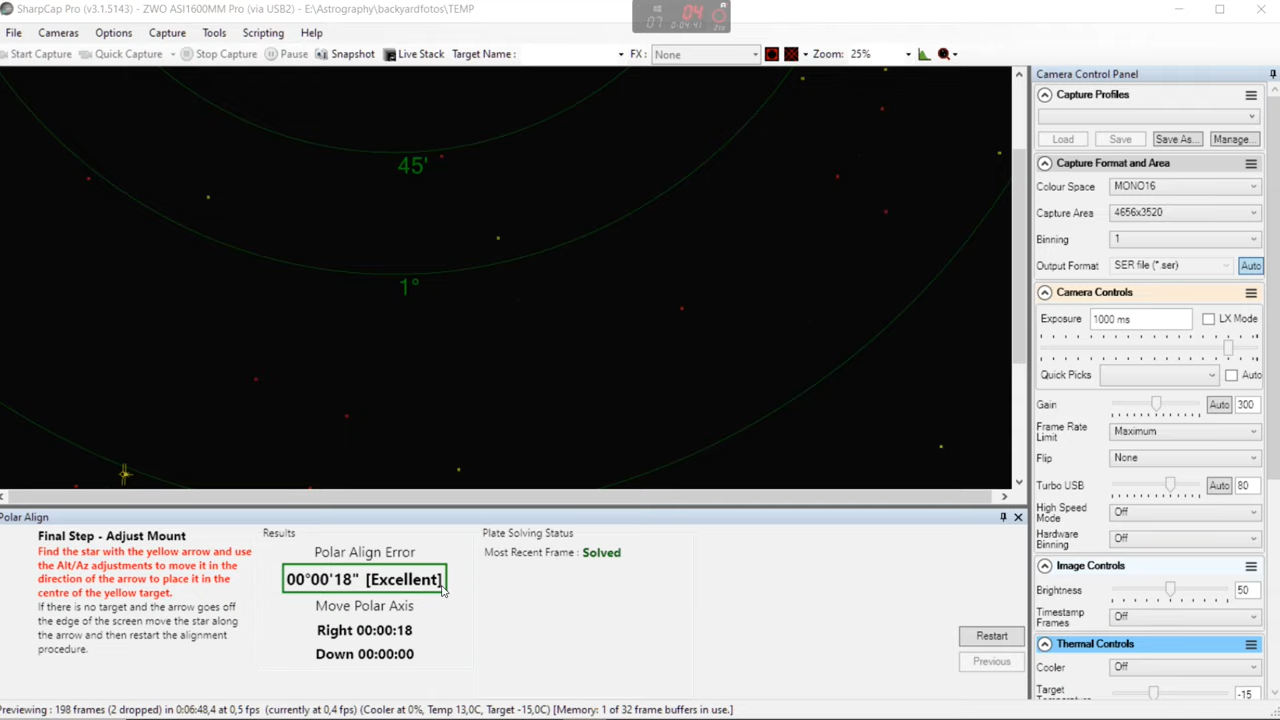 SharpCap Pro (v3.1.5143) - ZWO ASI1600MM Pro (via USB2) - E:\Astrography\backyardfotos\TEMP
07 04 0:04:41
File Cameras Options Capture Tools Scripting Help
Start Capture Quick Capture Stop Capture Pause Snapshot Live Stack Target Name : FX: None Zoom: 25%
45'
1°
Camera Control Panel
Capture Profiles
Load Save Save As... Manage...
Capture Format and Area
Colour Space MONO16
Capture Area 4656x3520
Binning 1
Output Format SER file (*.ser) Auto
Camera Controls
Exposure 1000 ms LX Mode
Quick Picks Auto
Gain Auto 300
Frame Rate
Limit Maximum
Flip None
Turbo USB Auto 80
High Speed
Mode Off
Hardware
Binning Off
Image Controls
Brightness 50
Timestamp
Frames Off
Thermal Controls
Cooler Off
Target
-15
Polar Align
Final Step - Adjust Mount
Find the star with the yellow arrow and use
the Alt/Az adjustments to move it in the
direction of the arrow to place it in the
centre of the yellow target.
If there is no target and the arrow goes off
the edge of the screen move the star along
the arrow and then restart the alignment
procedure.
Results
Polar Align Error
00°00'18" [Excellent]
Move Polar Axis
Right 00:00:18
Down 00:00:00
Plate Solving Status
Most Recent Frame : Solved
Restart
Previous
Previewing : 198 frames (2 dropped) in 0:06:48,4 at 0,5 fps (currently at 0,4 fps) (Cooler at 0%, Temp 13,0C, Target -15,0C) [Memory: 1 of 32 frame buffers in use.]